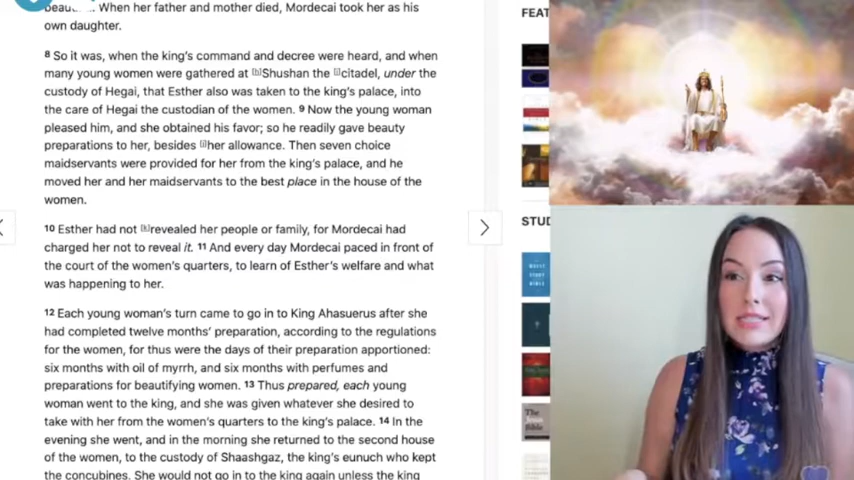 beau
When her father and mother died, Mordecai took her as his
own daughter.
8 So it was, when the king's command and decree were heard, and when
many young women were gathered at [h]Shushan the [i]citadel, under the
custody of Hegai, that Esther also was taken to the king's palace, into
the care of Hegai the custodian of the women. 9 Now the young woman
pleased him, and she obtained his favor; so he readily gave beauty
preparations to her, besides [j]her allowance. Then seven choice
maidservants were provided for her from the king's palace, and he
moved her and her maidservants to the best place in the house of the
women.
10 Esther had not [k]revealed her people or family, for Mordecai had
charged her not to reveal it. 11 And every day Mordecai paced in front of
the court of the women's quarters, to learn of Esther's welfare and what
was happening to her.
12 Each young woman's turn came to go in to King Ahasuerus after she
had completed twelve months' preparation, according to the regulations
for the women, for thus were the days of their preparation apportioned:
six months with oil of myrrh, and six months with perfumes and
preparations for beautifying women. 13 Thus prepared, each young
woman went to the king, and she was given whatever she desired to
take with her from the women's quarters to the king's palace. 14 In the
evening she went, and in the morning she returned to the second house
of the women, to the custody of Shaashgaz, the king's eunuch who kept
the concubines. She would not go in to the king again unless the king
FEAT
STUD